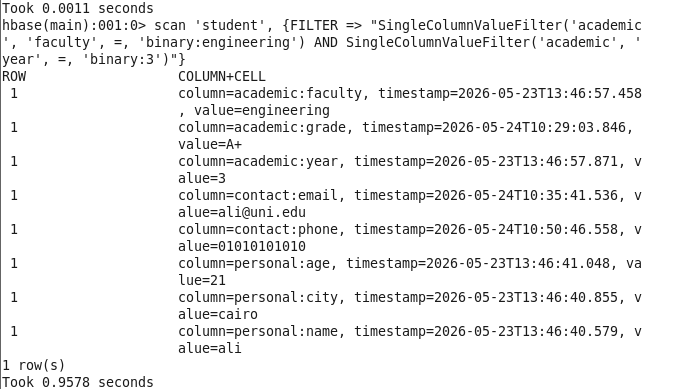 Took 0.0011 seconds
hbase(main):001:0> scan 'student', {FILTER => "SingleColumnValueFilter('academic
', 'faculty', =, 'binary:engineering') AND SingleColumnValueFilter('academic', '
year', =, 'binary:3')"}
ROW                   COLUMN+CELL
 1                    column=academic:faculty, timestamp=2026-05-23T13:46:57.458
                      , value=engineering
 1                    column=academic:grade, timestamp=2026-05-24T10:29:03.846,
                      value=A+
 1                    column=academic:year, timestamp=2026-05-23T13:46:57.871, v
                      alue=3
 1                    column=contact:email, timestamp=2026-05-24T10:35:41.536, v
                      alue=ali@uni.edu
 1                    column=contact:phone, timestamp=2026-05-24T10:50:46.558, v
                      alue=01010101010
 1                    column=personal:age, timestamp=2026-05-23T13:46:41.048, va
                      lue=21
 1                    column=personal:city, timestamp=2026-05-23T13:46:40.855, v
                      alue=cairo
 1                    column=personal:name, timestamp=2026-05-23T13:46:40.579, v
                      alue=ali
1 row(s)
Took 0.9578 seconds